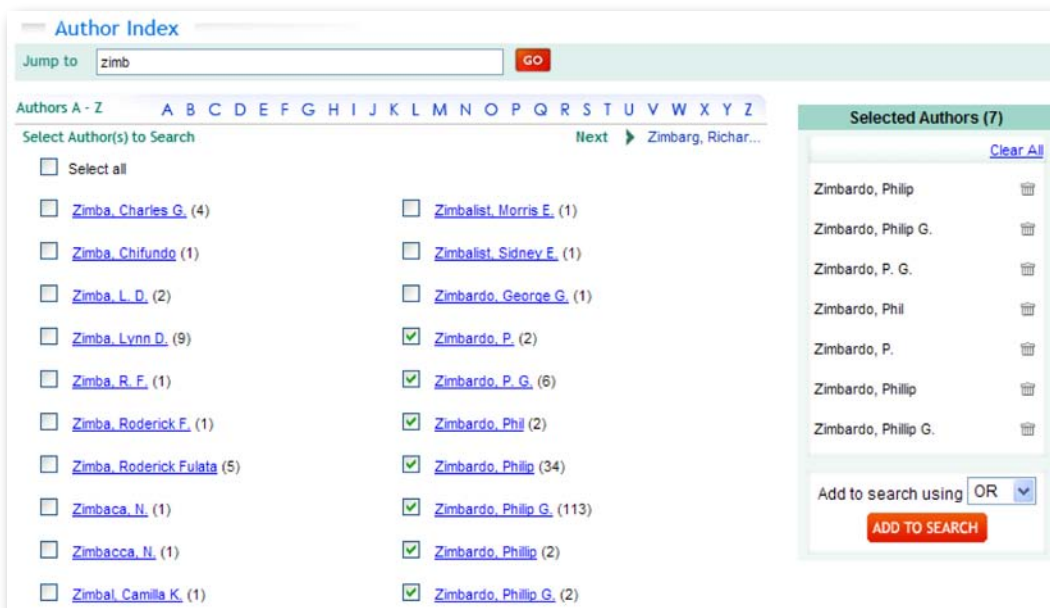 Author Index
Jump to zimb GO
Authors A - Z A B C D E F G H I J K L M N O P Q R S T U V W X Y Z
Select Author(s) to Search Next Zimbarg, Richar...
Select all
Zimba, Charles G. (4)
Zimba, Chifundo (1)
Zimba, L. D. (2)
Zimba, Lynn D. (9)
Zimba, R. F. (1)
Zimba, Roderick F. (1)
Zimba, Roderick Fulata (5)
Zimbaca, N. (1)
Zimbacca, N. (1)
Zimbal, Camilla K. (1)
Zimbalist, Morris E. (1)
Zimbalist, Sidney E. (1)
Zimbardo, George G. (1)
Zimbardo, P. (2)
Zimbardo, P. G. (6)
Zimbardo, Phil (2)
Zimbardo, Philip (34)
Zimbardo, Philip G. (113)
Zimbardo, Phillip (2)
Zimbardo, Phillip G. (2)
Selected Authors (7)
Clear All
Zimbardo, Philip
Zimbardo, Philip G.
Zimbardo, P. G.
Zimbardo, Phil
Zimbardo, P.
Zimbardo, Phillip
Zimbardo, Phillip G.
Add to search using OR
ADD TO SEARCH